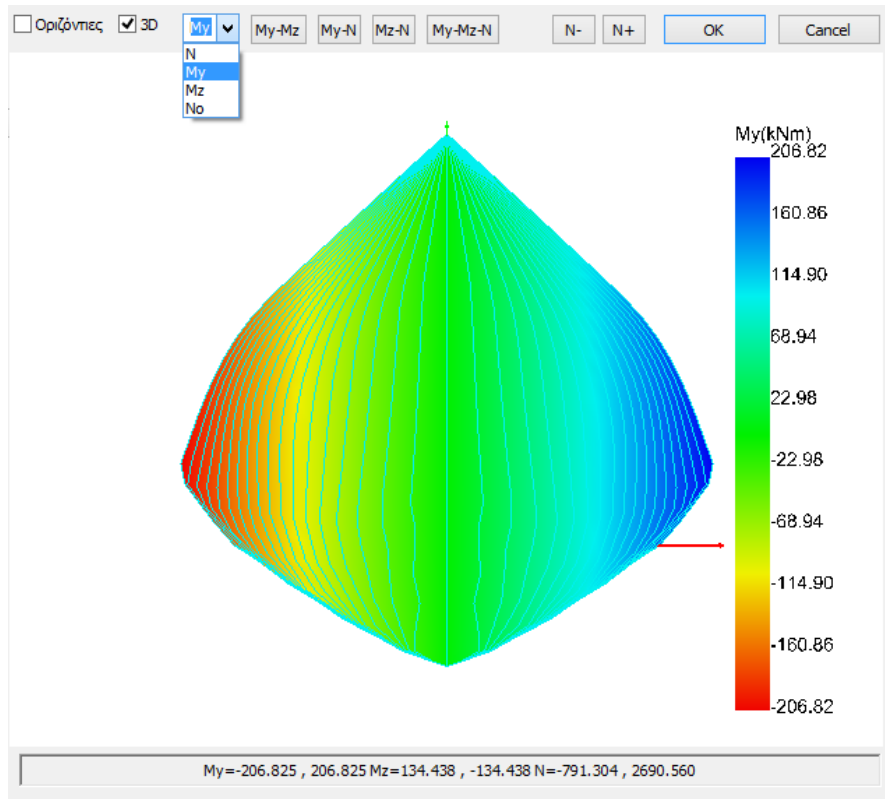 Οριζόντιες 3D My My-Mz My-N Mz-N My-Mz-N N- N+ OK Cancel
N
My
Mz
No
My(kNm)
206.82
160.86
114.90
68.94
22.98
-22.98
-68.94
-114.90
-160.86
-206.82
My=-206.825 , 206.825 Mz=134.438 , -134.438 N=-791.304 , 2690.560